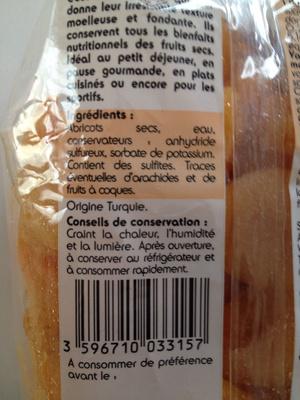 donne leur irrésistible texture
moelleuse et fondante. Ils
conservent tous les bienfaits
nutritionnels des fruits secs.
Idéal au petit déjeuner, en
pause gourmande, en plats
cuisinés ou encore pour les
sportifs.
Ingrédients :
Abricots secs, eau,
conservateurs : anhydride
sulfureux, sorbate de potassium.
Contient des sulfites. Traces
éventuelles d'arachides et de
fruits à coques.
Origine Turquie.
Conseils de conservation :
Craint la chaleur, l'humidité
et la lumière. Après ouverture,
à conserver au réfrigérateur et
à consommer rapidement.
3 596710 033157
A consommer de préférence
avant le :